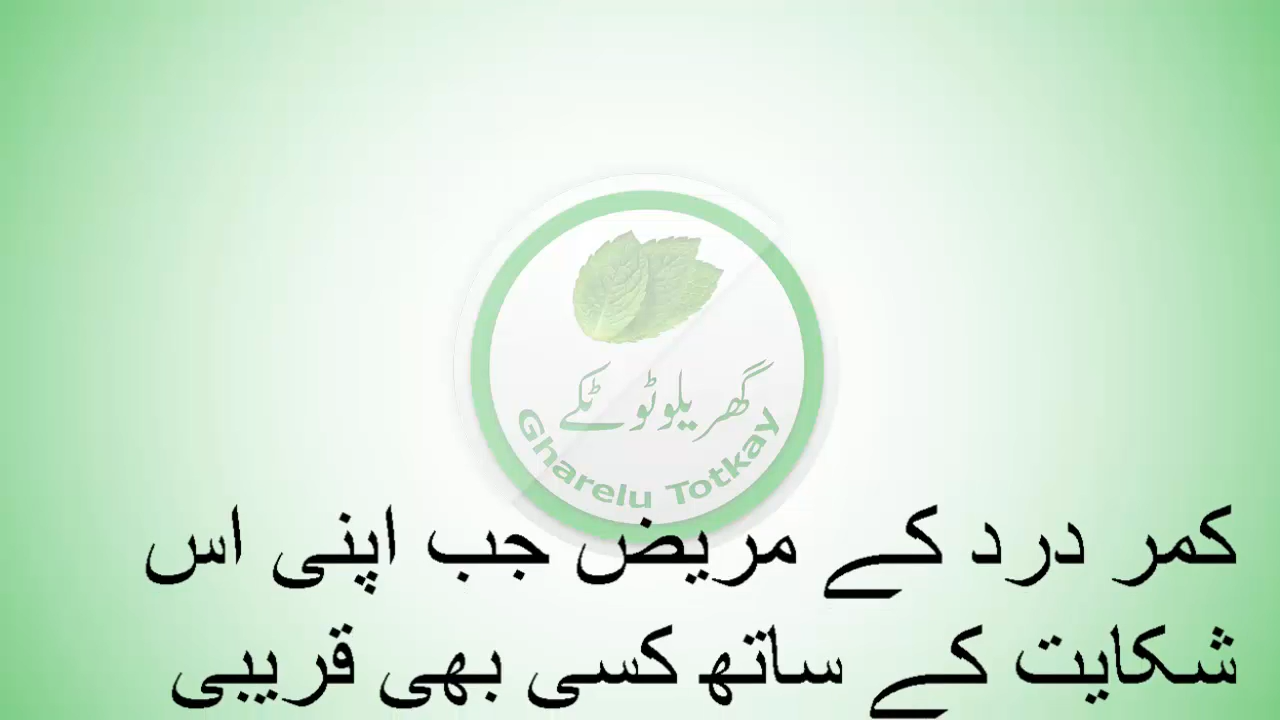 گھریلو ٹوٹکے
Gharelu Totkay
کمر درد کے مریض جب اپنی اس
شکایت کے ساتھ کسی بھی قریبی